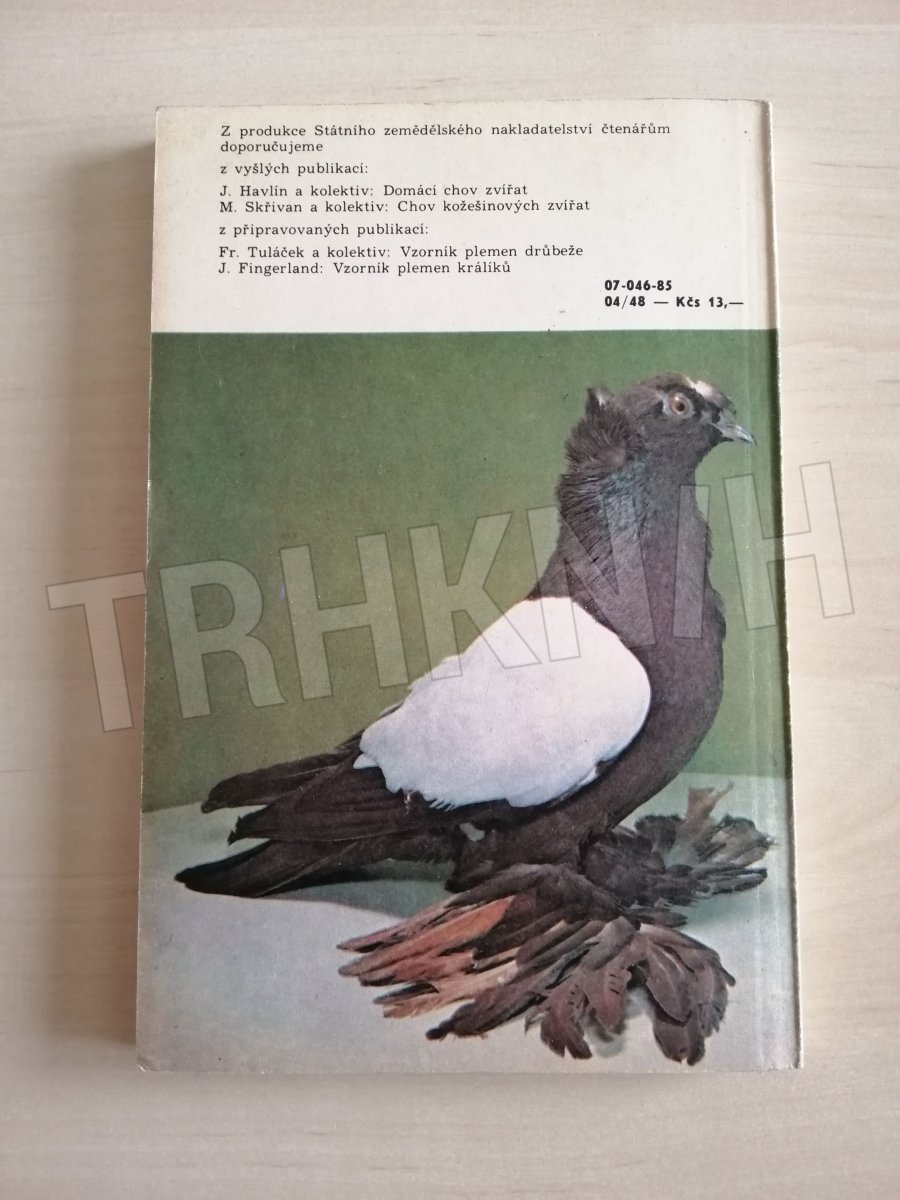 Z produkce Státního zemědělského nakladatelství čtenářům
doporučujeme
z vyšlých publikací:
J. Havlín a kolektiv: Domácí chov zvířat
M. Skřivan a kolektiv: Chov kožešinových zvířat
z připravovaných publikací:
Fr. Tuláček a kolektiv: Vzorník plemen drůbeže
J. Fingerland: Vzorník plemen králíků
07-046-85
04/48 — Kčs 13,—
TRHKNIH